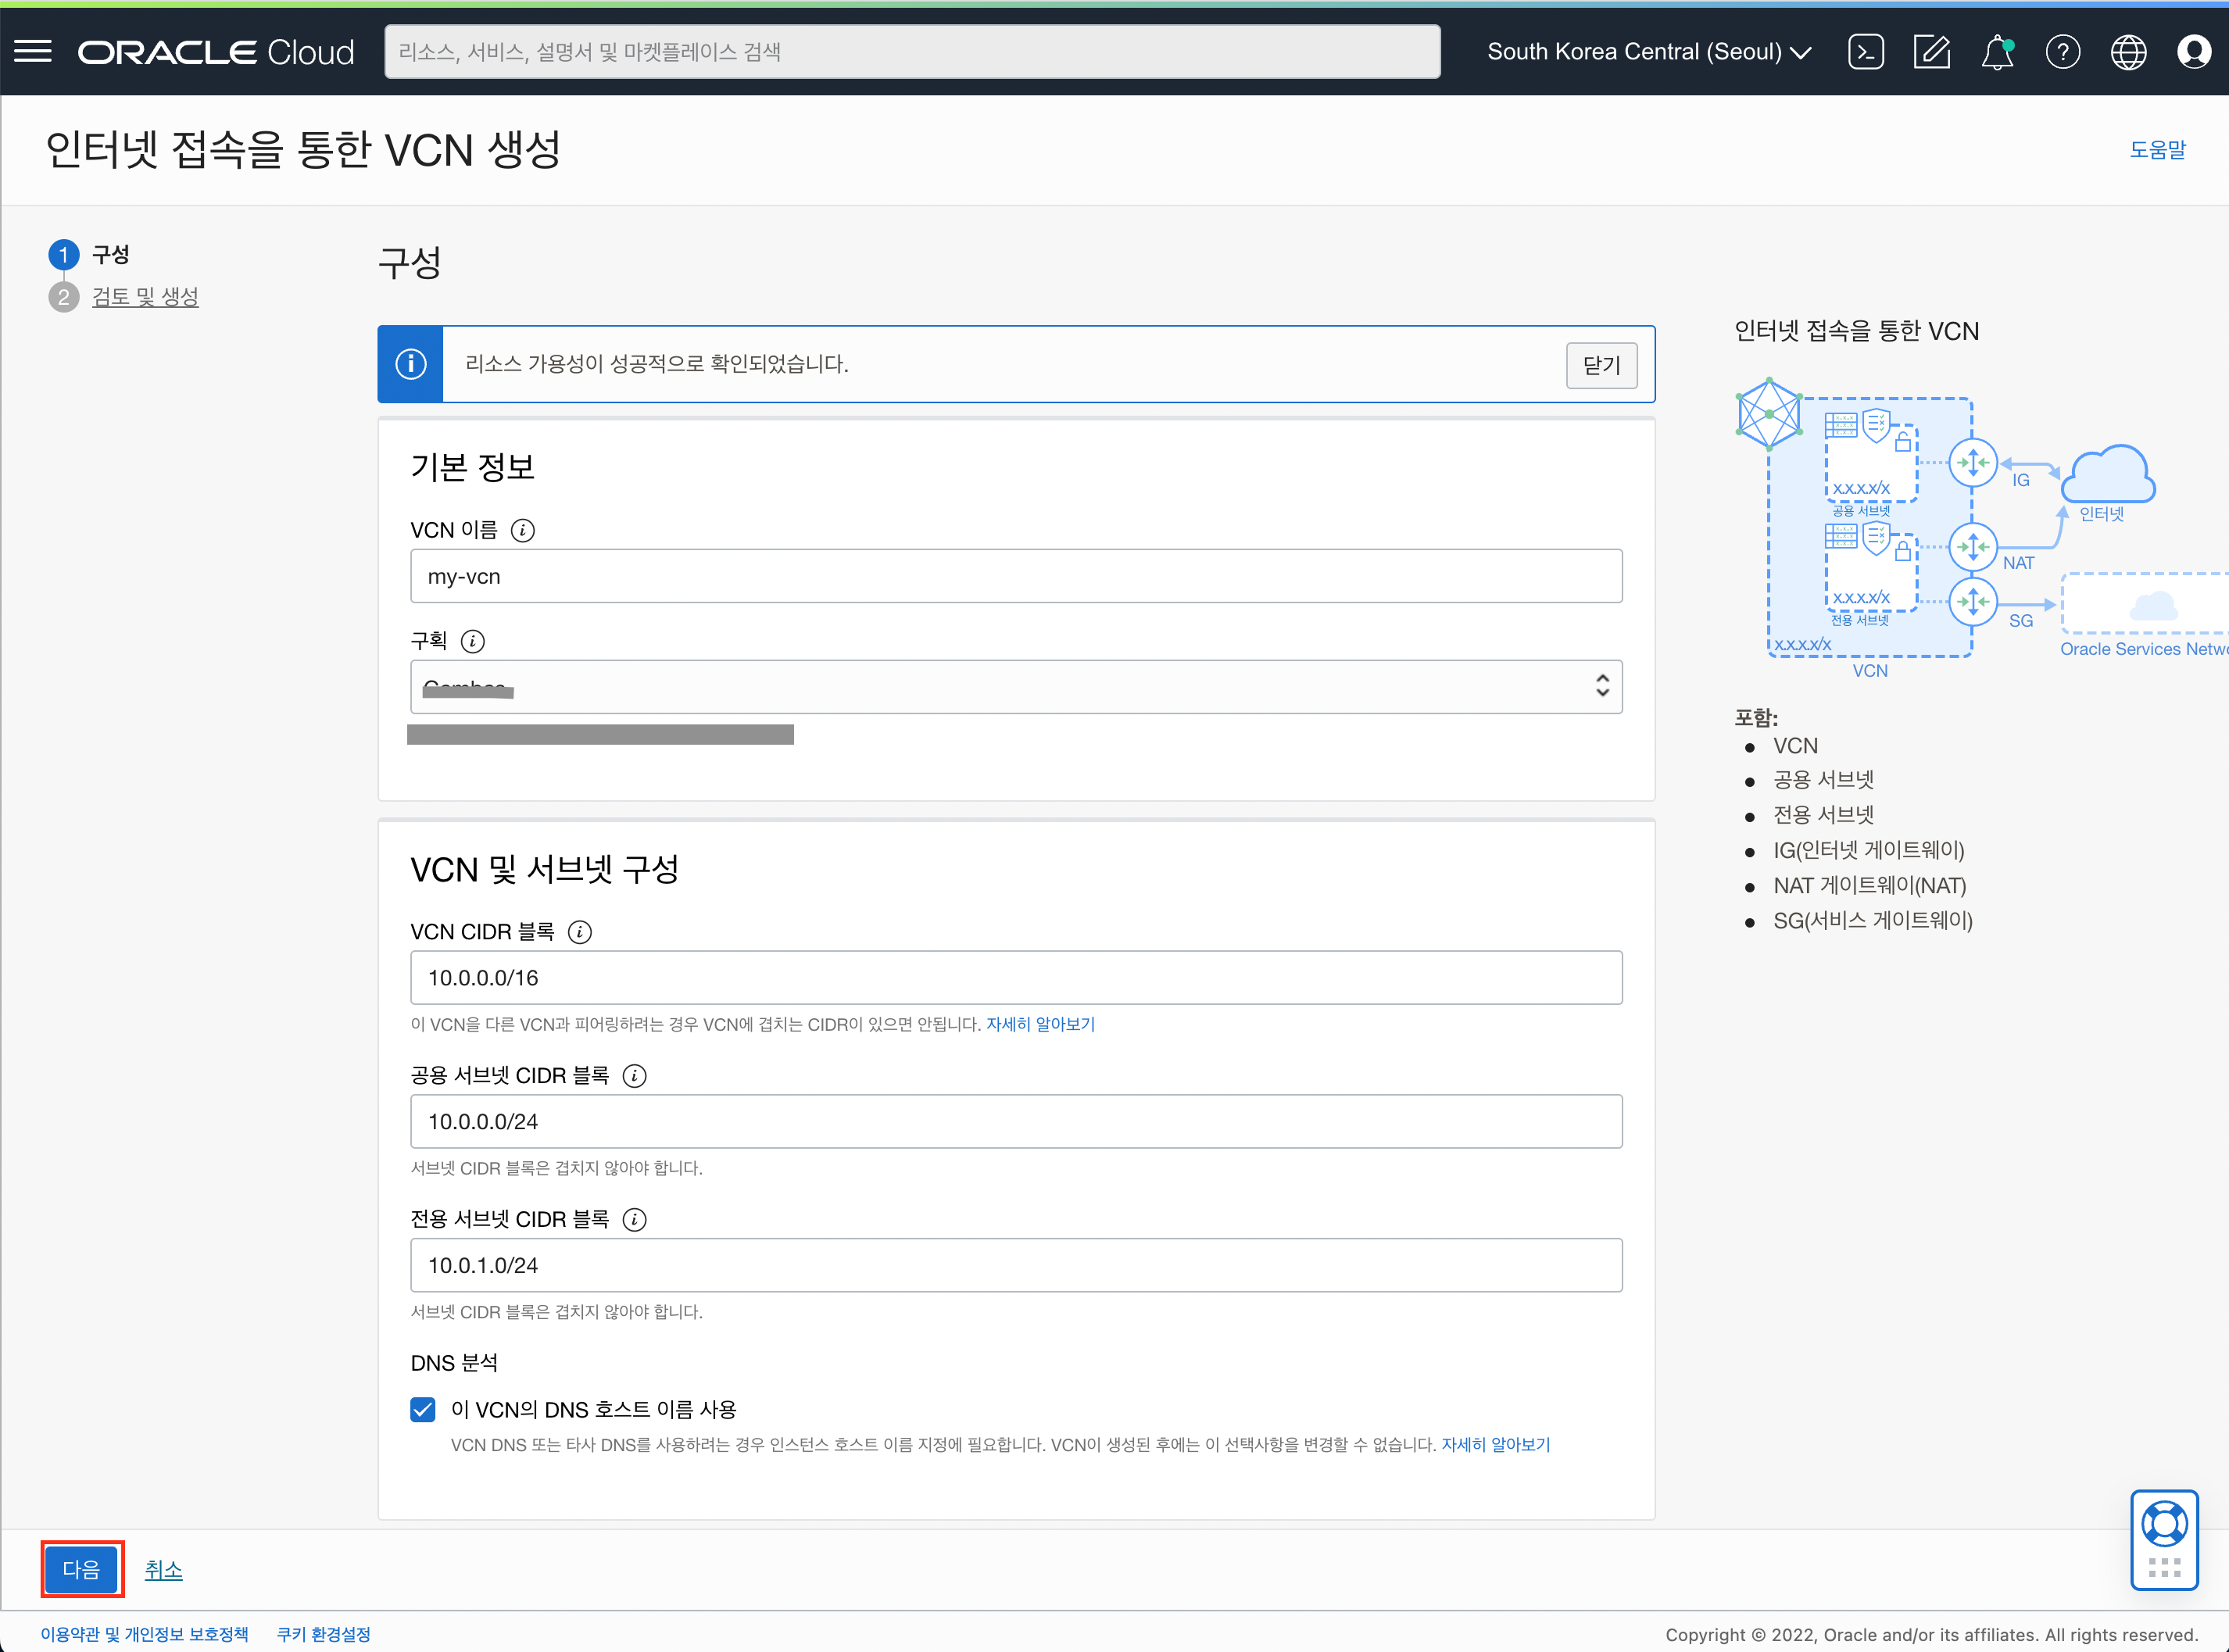 ORACLE Cloud
리소스, 서비스, 설명서 및 마켓플레이스 검색
South Korea Central (Seoul)
인터넷 접속을 통한 VCN 생성
도움말
1 구성
2 검토 및 생성
구성
리소스 가용성이 성공적으로 확인되었습니다.
닫기
기본 정보
VCN 이름
my-vcn
구획
VCN 및 서브넷 구성
VCN CIDR 블록
10.0.0.0/16
이 VCN을 다른 VCN과 피어링하려는 경우 VCN에 겹치는 CIDR이 있으면 안됩니다. 자세히 알아보기
공용 서브넷 CIDR 블록
10.0.0.0/24
서브넷 CIDR 블록은 겹치지 않아야 합니다.
전용 서브넷 CIDR 블록
10.0.1.0/24
서브넷 CIDR 블록은 겹치지 않아야 합니다.
DNS 분석
이 VCN의 DNS 호스트 이름 사용
VCN DNS 또는 타사 DNS를 사용하려는 경우 인스턴스 호스트 이름 지정에 필요합니다. VCN이 생성된 후에는 이 선택사항을 변경할 수 없습니다. 자세히 알아보기
인터넷 접속을 통한 VCN
x.x.x.x/x
공용 서브넷
IG
인터넷
NAT
x.x.x.x/x
전용 서브넷
SG
x.x.x.x/x
VCN
Oracle Services Netwo
포함:
VCN
공용 서브넷
전용 서브넷
IG(인터넷 게이트웨이)
NAT 게이트웨이(NAT)
SG(서비스 게이트웨이)
다음
취소
이용약관 및 개인정보 보호정책
쿠키 환경설정
Copyright © 2022, Oracle and/or its affiliates. All rights reserved.